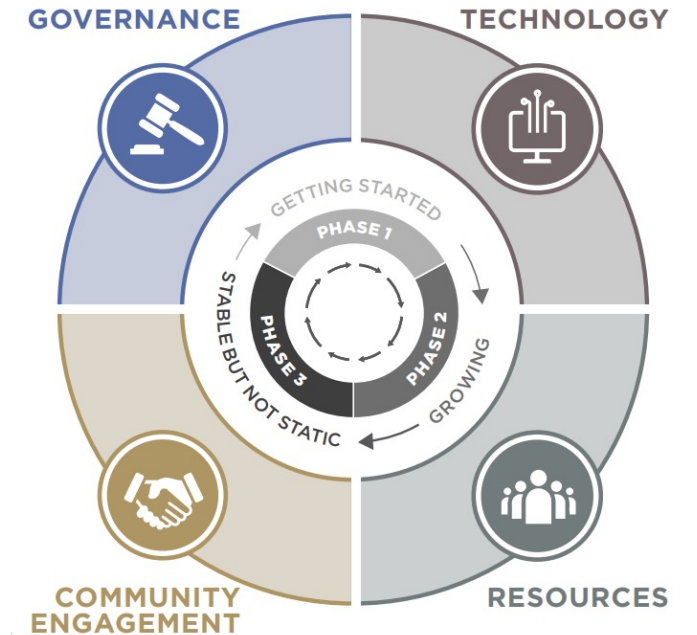 GOVERNANCE
TECHNOLOGY
GETTING STARTED
PHASE 1
PHASE 2
GROWING
PHASE 3
STABLE BUT NOT STATIC
COMMUNITY
ENGAGEMENT
RESOURCES